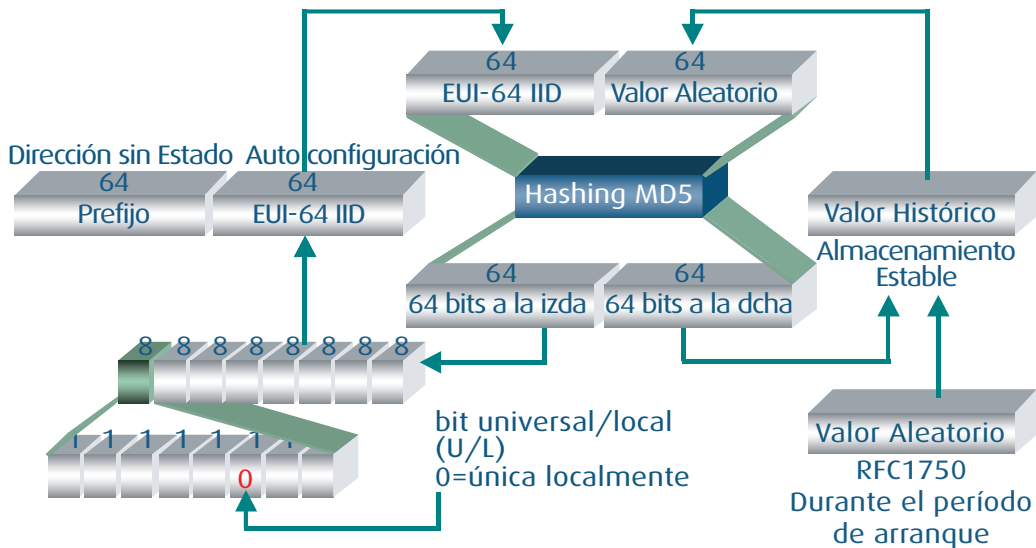 64 64
EUI-64 IID Valor Aleatorio
Dirección sin Estado Auto configuración
64 64
Prefijo EUI-64 IID
Hashing MD5
Valor Histórico
Almacenamiento
Estable
64 64
64 bits a la izda 64 bits a la dcha
8 8 8 8 8 8 8 8
1 1 1 1 1 1 1 1
0
bit universal/local
(U/L)
0=única localmente
Valor Aleatorio
RFC1750
Durante el período
de arranque